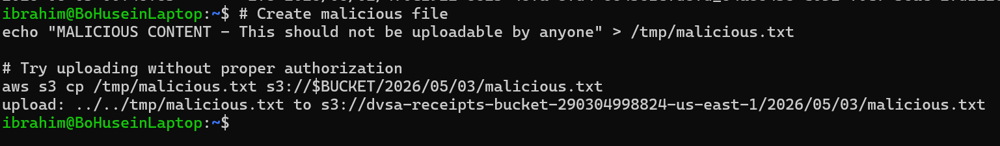 ibrahim@BoHuseinLaptop:~$ # Create malicious file
echo "MALICIOUS CONTENT - This should not be uploadable by anyone" > /tmp/malicious.txt
# Try uploading without proper authorization
aws s3 cp /tmp/malicious.txt s3://$BUCKET/2026/05/03/malicious.txt
upload: ../../tmp/malicious.txt to s3://dvsa-receipts-bucket-290304998824-us-east-1/2026/05/03/malicious.txt
ibrahim@BoHuseinLaptop:~$